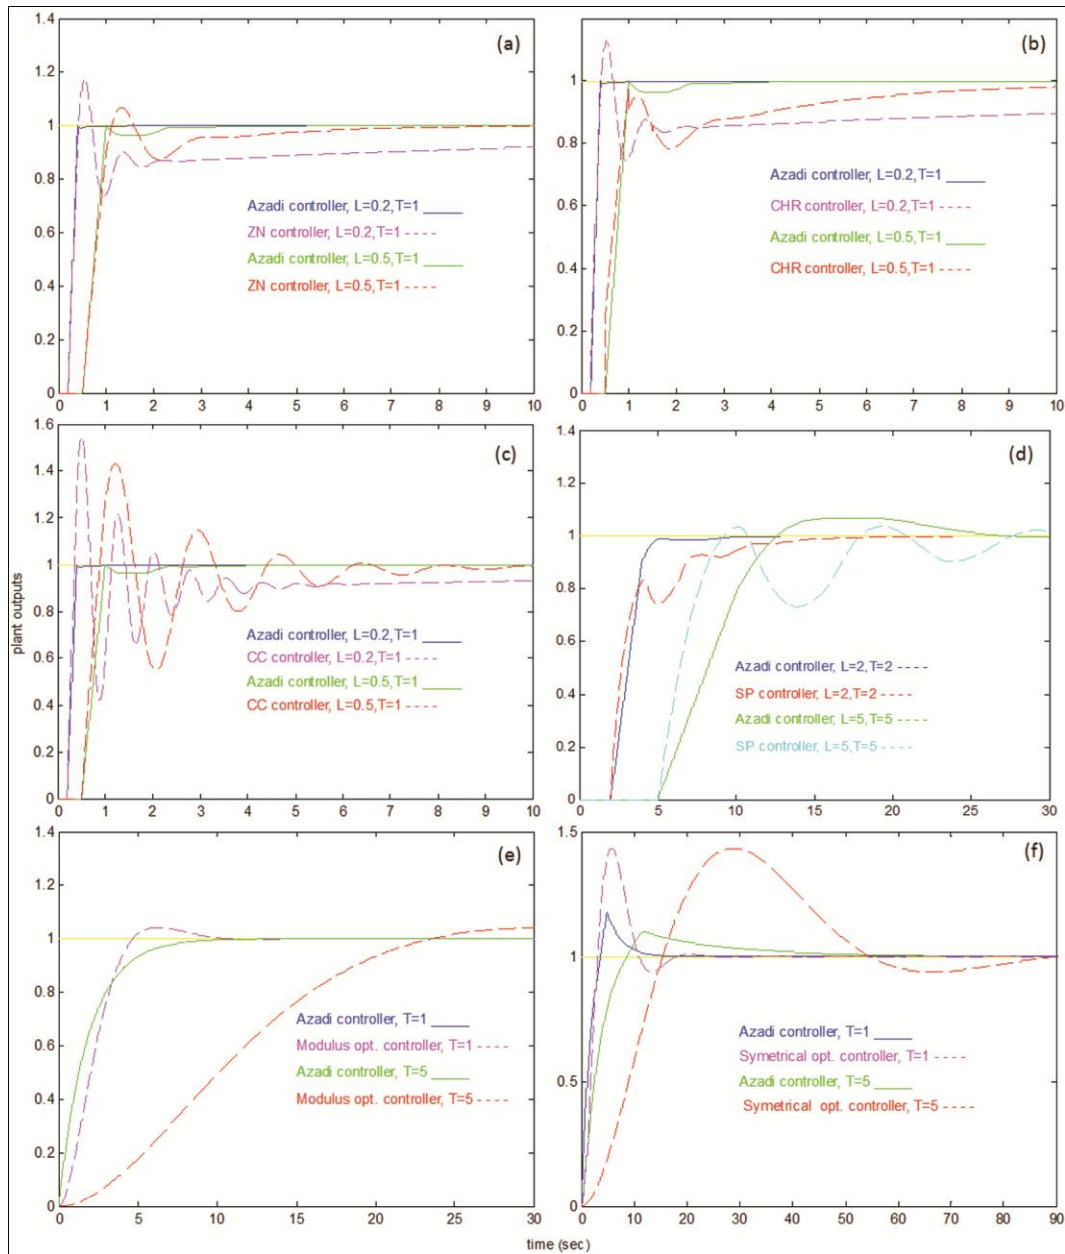 (a)
1.4
1.2
1
0.8
0.6
0.4
0.2
0
Azadi controller, L=0.2,T=1 _____
ZN controller, L=0.2,T=1 - - - -
Azadi controller, L=0.5,T=1 _____
ZN controller, L=0.5,T=1 - - - -
0 1 2 3 4 5 6 7 8 9 10
(b)
1
0.8
0.6
0.4
0.2
0
Azadi controller, L=0.2,T=1 _____
CHR controller, L=0.2,T=1 - - - -
Azadi controller, L=0.5,T=1 _____
CHR controller, L=0.5,T=1 - - - -
0 1 2 3 4 5 6 7 8 9 10
plant outputs
(c)
1.6
1.4
1.2
1
0.8
0.6
0.4
0.2
0
Azadi controller, L=0.2,T=1 _____
CC controller, L=0.2,T=1 - - - -
Azadi controller, L=0.5,T=1 _____
CC controller, L=0.5,T=1 - - - -
0 1 2 3 4 5 6 7 8 9 10
(d)
1.4
1.2
1
0.8
0.6
0.4
0.2
0
Azadi controller, L=2,T=2 - - - -
SP controller, L=2,T=2 - - - -
Azadi controller, L=5,T=5 - - - -
SP controller, L=5,T=5 - - - -
0 5 10 15 20 25 30
(e)
1.4
1.2
1
0.8
0.6
0.4
0.2
0
Azadi controller, T=1 _____
Modulus opt. controller, T=1 - - - -
Azadi controller, T=5 _____
Modulus opt. controller, T=5 - - - -
0 5 10 15 20 25 30
(f)
1.5
1
0.5
0
Azadi controller, T=1 _____
Symetrical opt. controller, T=1 - - - -
Azadi controller, T=5 _____
Symetrical opt. controller, T=5 - - - -
0 10 20 30 40 50 60 70 80 90
time (sec)